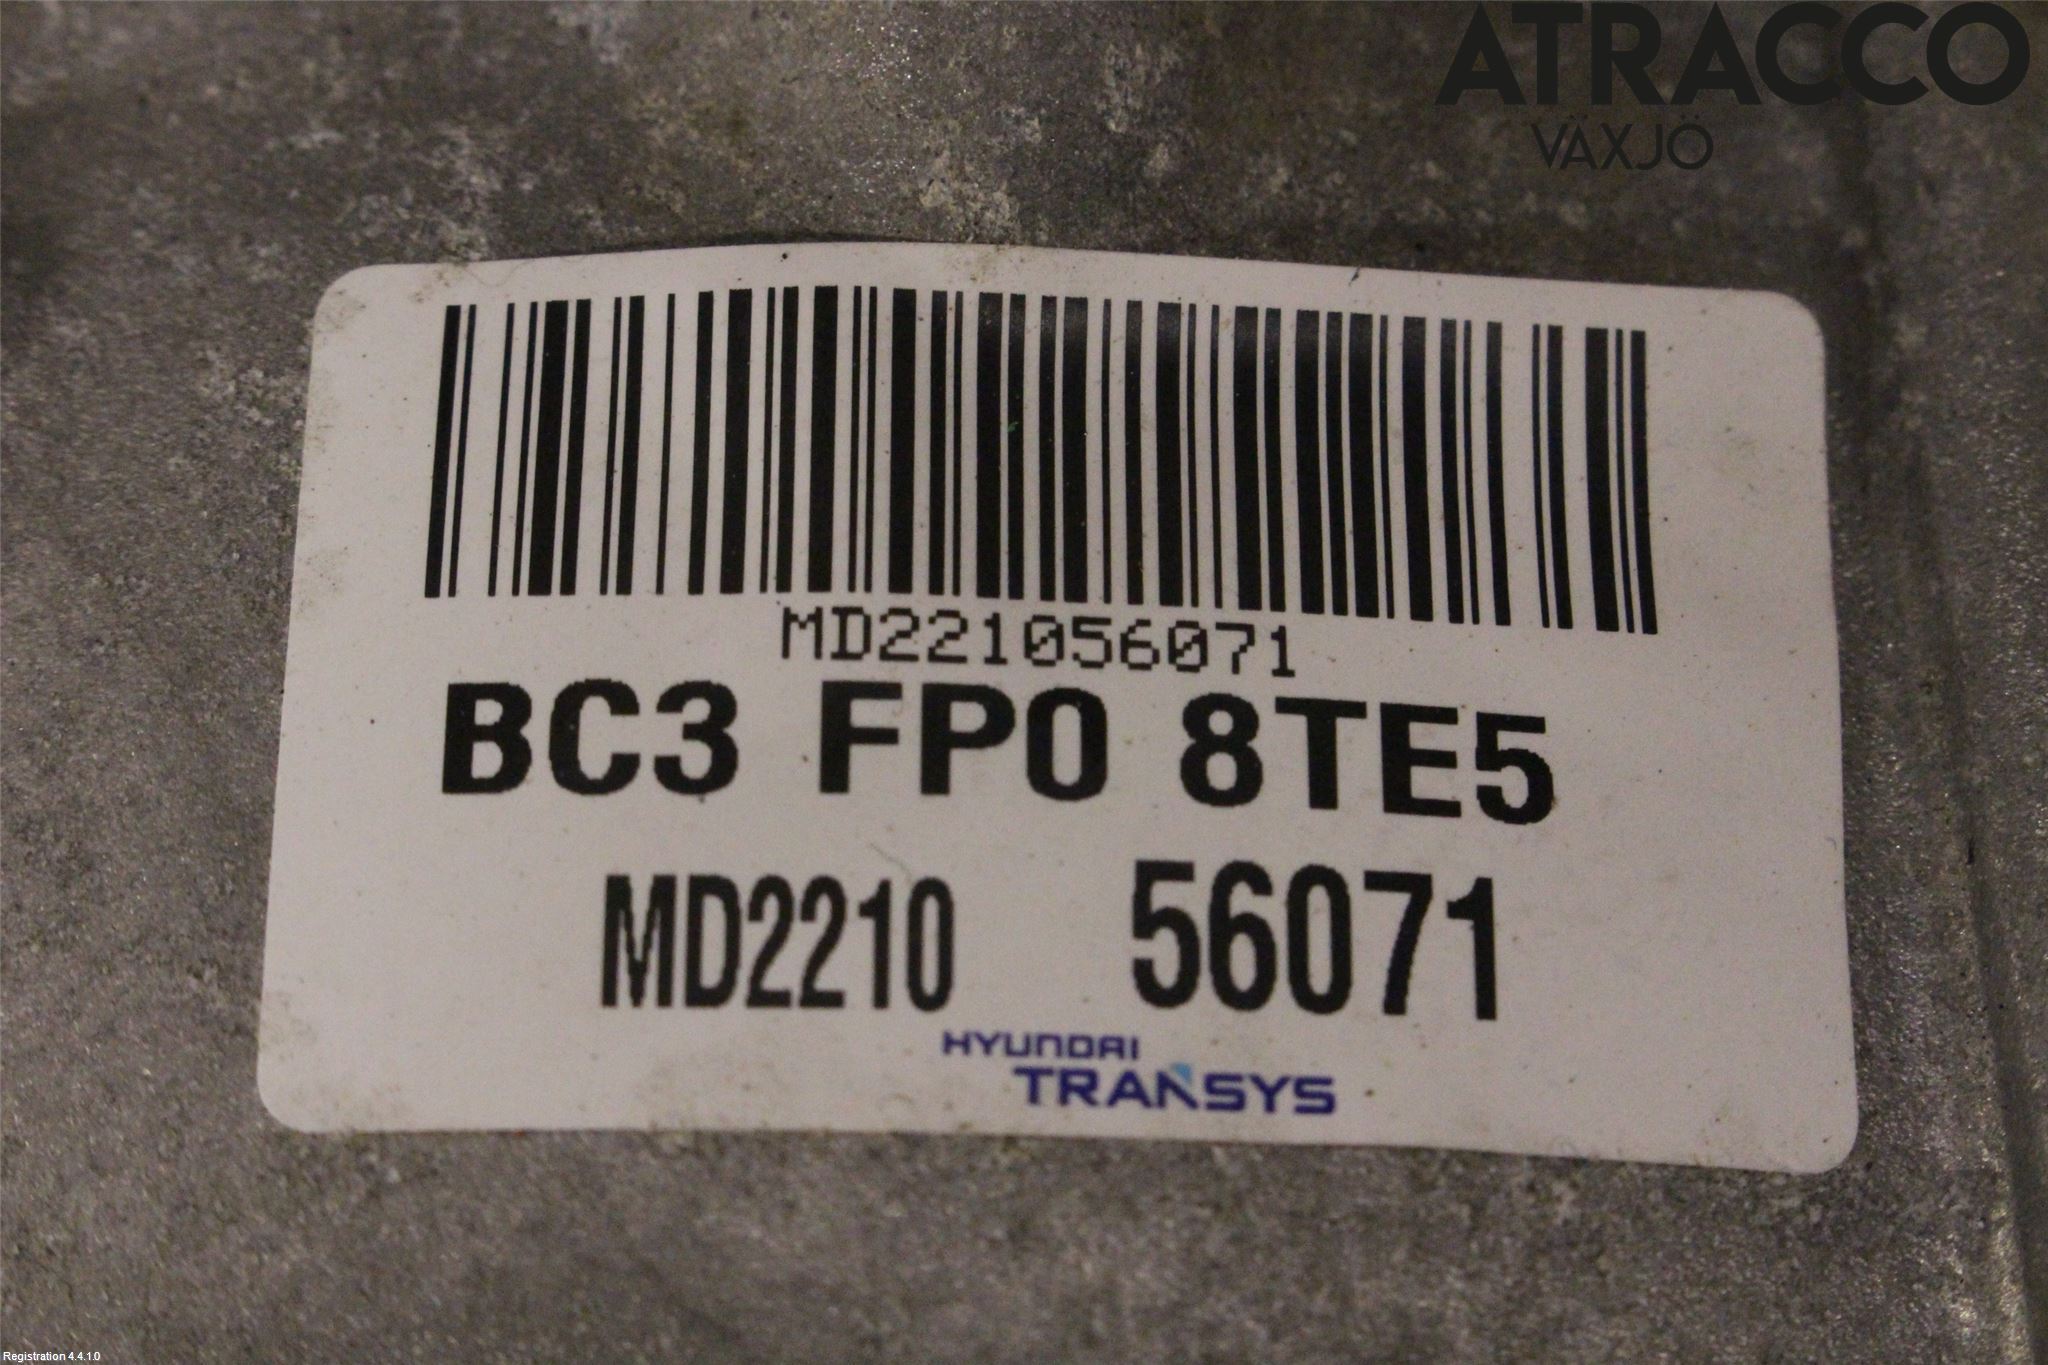 ATRACCO
VÄXJÖ
MD221056071
BC3 FP0 8TE5
MD2210 56071
HYUNDAI
TRANSYS
Registration 4.4.1.0